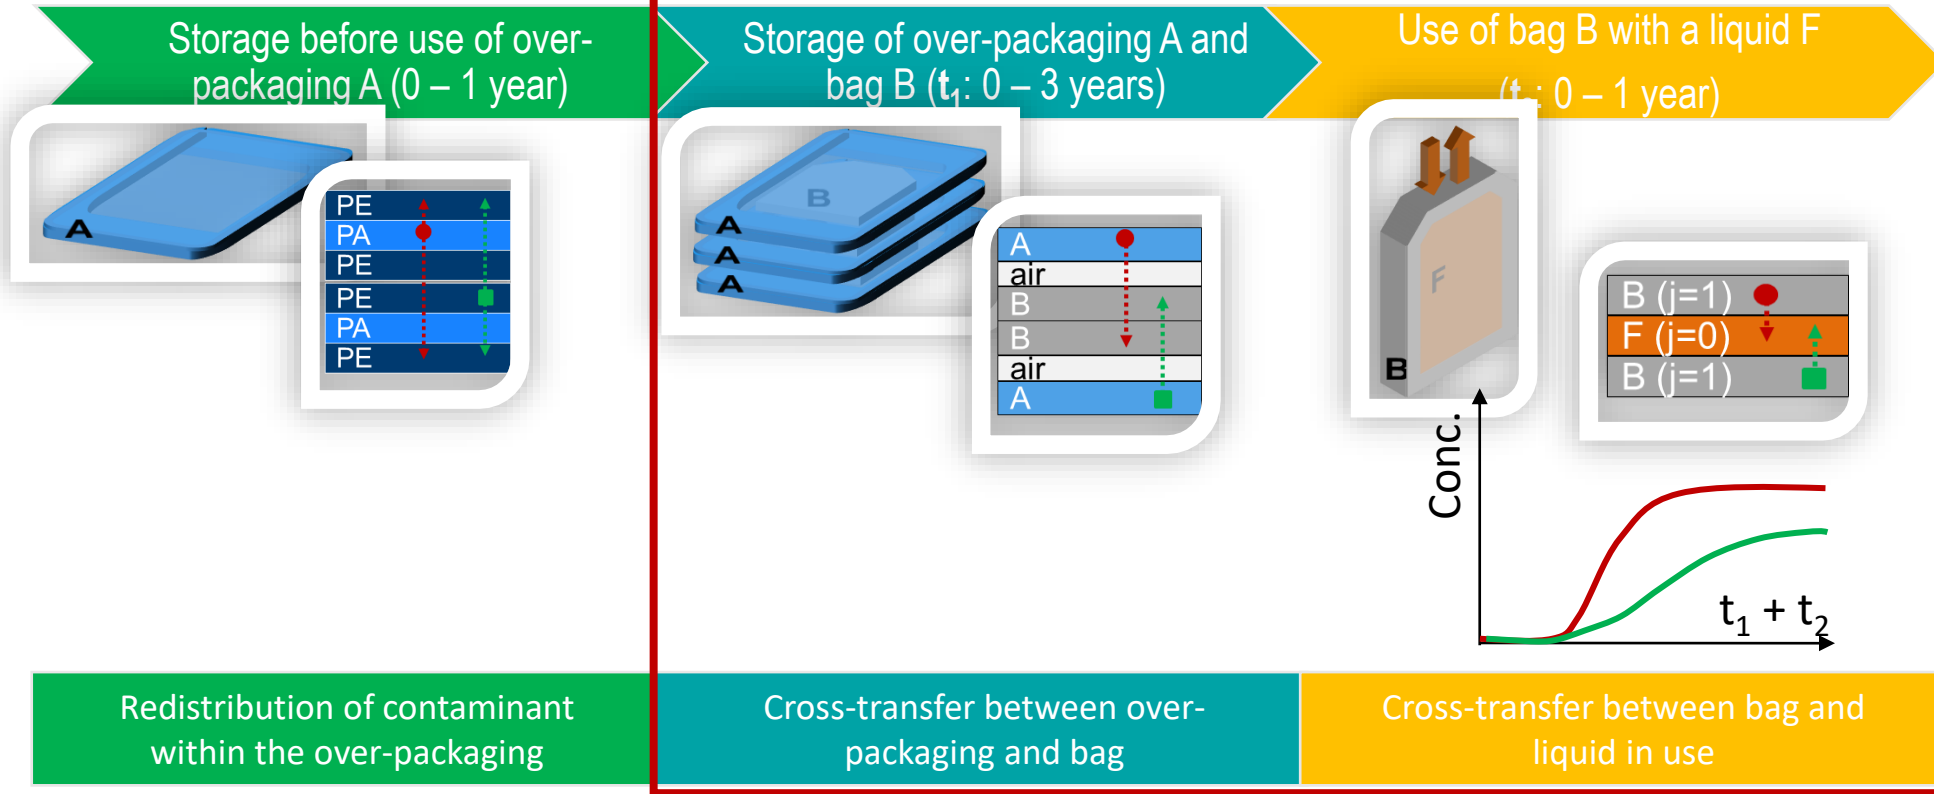 Storage before use of over-
packaging A (0 – 1 year)
Storage of over-packaging A and
bag B (t1: 0 – 3 years)
Use of bag B with a liquid F
(t : 0 – 1 year)
A
PE
PA
PE
PE
PA
PE
B
A
A
A
A
air
B
B
air
A
F
B
B (j=1)
F (j=0)
B (j=1)
Conc.
t1 + t2
Redistribution of contaminant
within the over-packaging
Cross-transfer between over-
packaging and bag
Cross-transfer between bag and
liquid in use